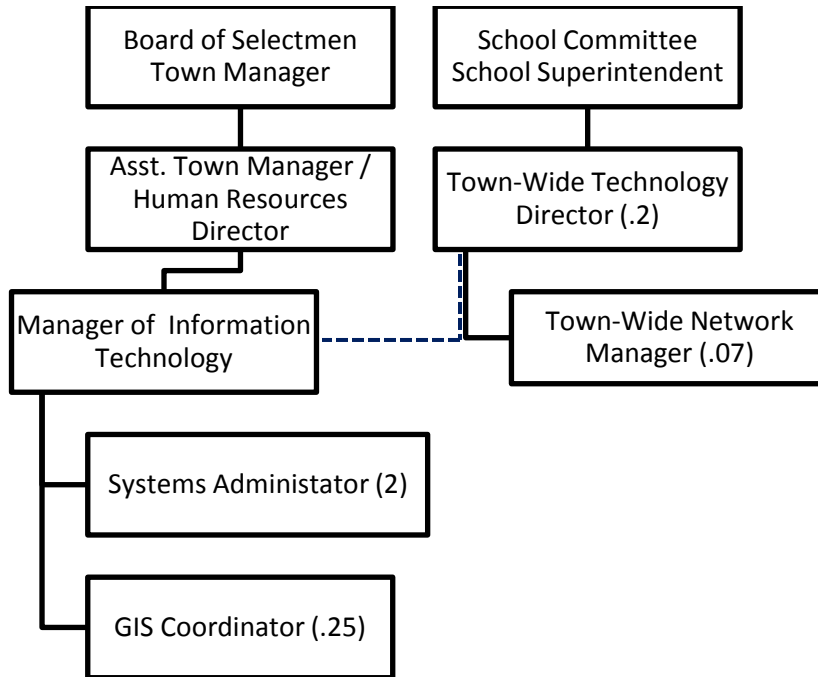 Board of Selectmen
Town Manager
School Committee
School Superintendent
Asst. Town Manager /
Human Resources
Director
Town-Wide Technology
Director (.2)
Manager of Information
Technology
Town-Wide Network
Manager (.07)
Systems Administator (2)
GIS Coordinator (.25)